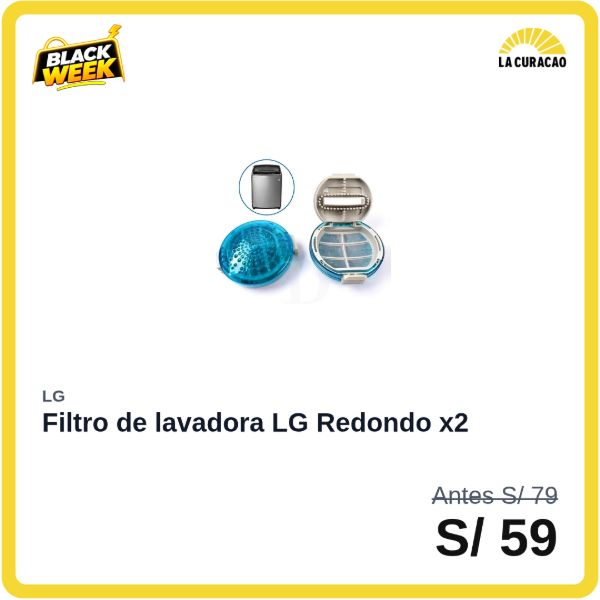 BLACK
WEEK
LA CURACAO
LG
Filtro de lavadora LG Redondo x2
Antes S/ 79
S/ 59